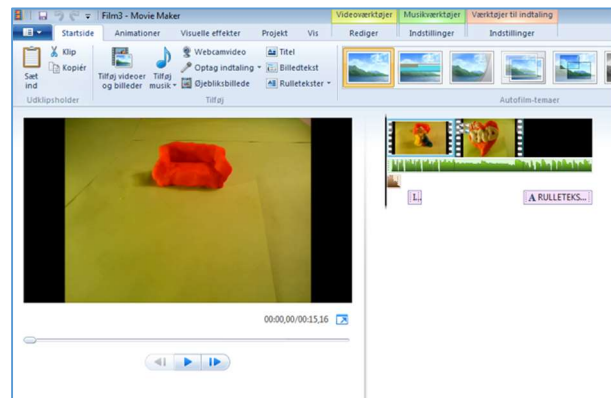 Film3 - Movie Maker
Videoværktøjer
Musikværktøjer
Værktøjer til indtaling
Startside
Animationer
Visuelle effekter
Projekt
Vis
Rediger
Indstillinger
Indstillinger
Sæt ind
Klip
Kopiér
Udklipsholder
Tilføj videoer og billeder
Tilføj musik
Webcamvideo
Optag indtaling
Øjebliksbillede
Titel
Billedtekst
Rulletekster
Tilføj
Autofilm-temaer
I...
A RULLETEKS...
00:00,00/00:15,16